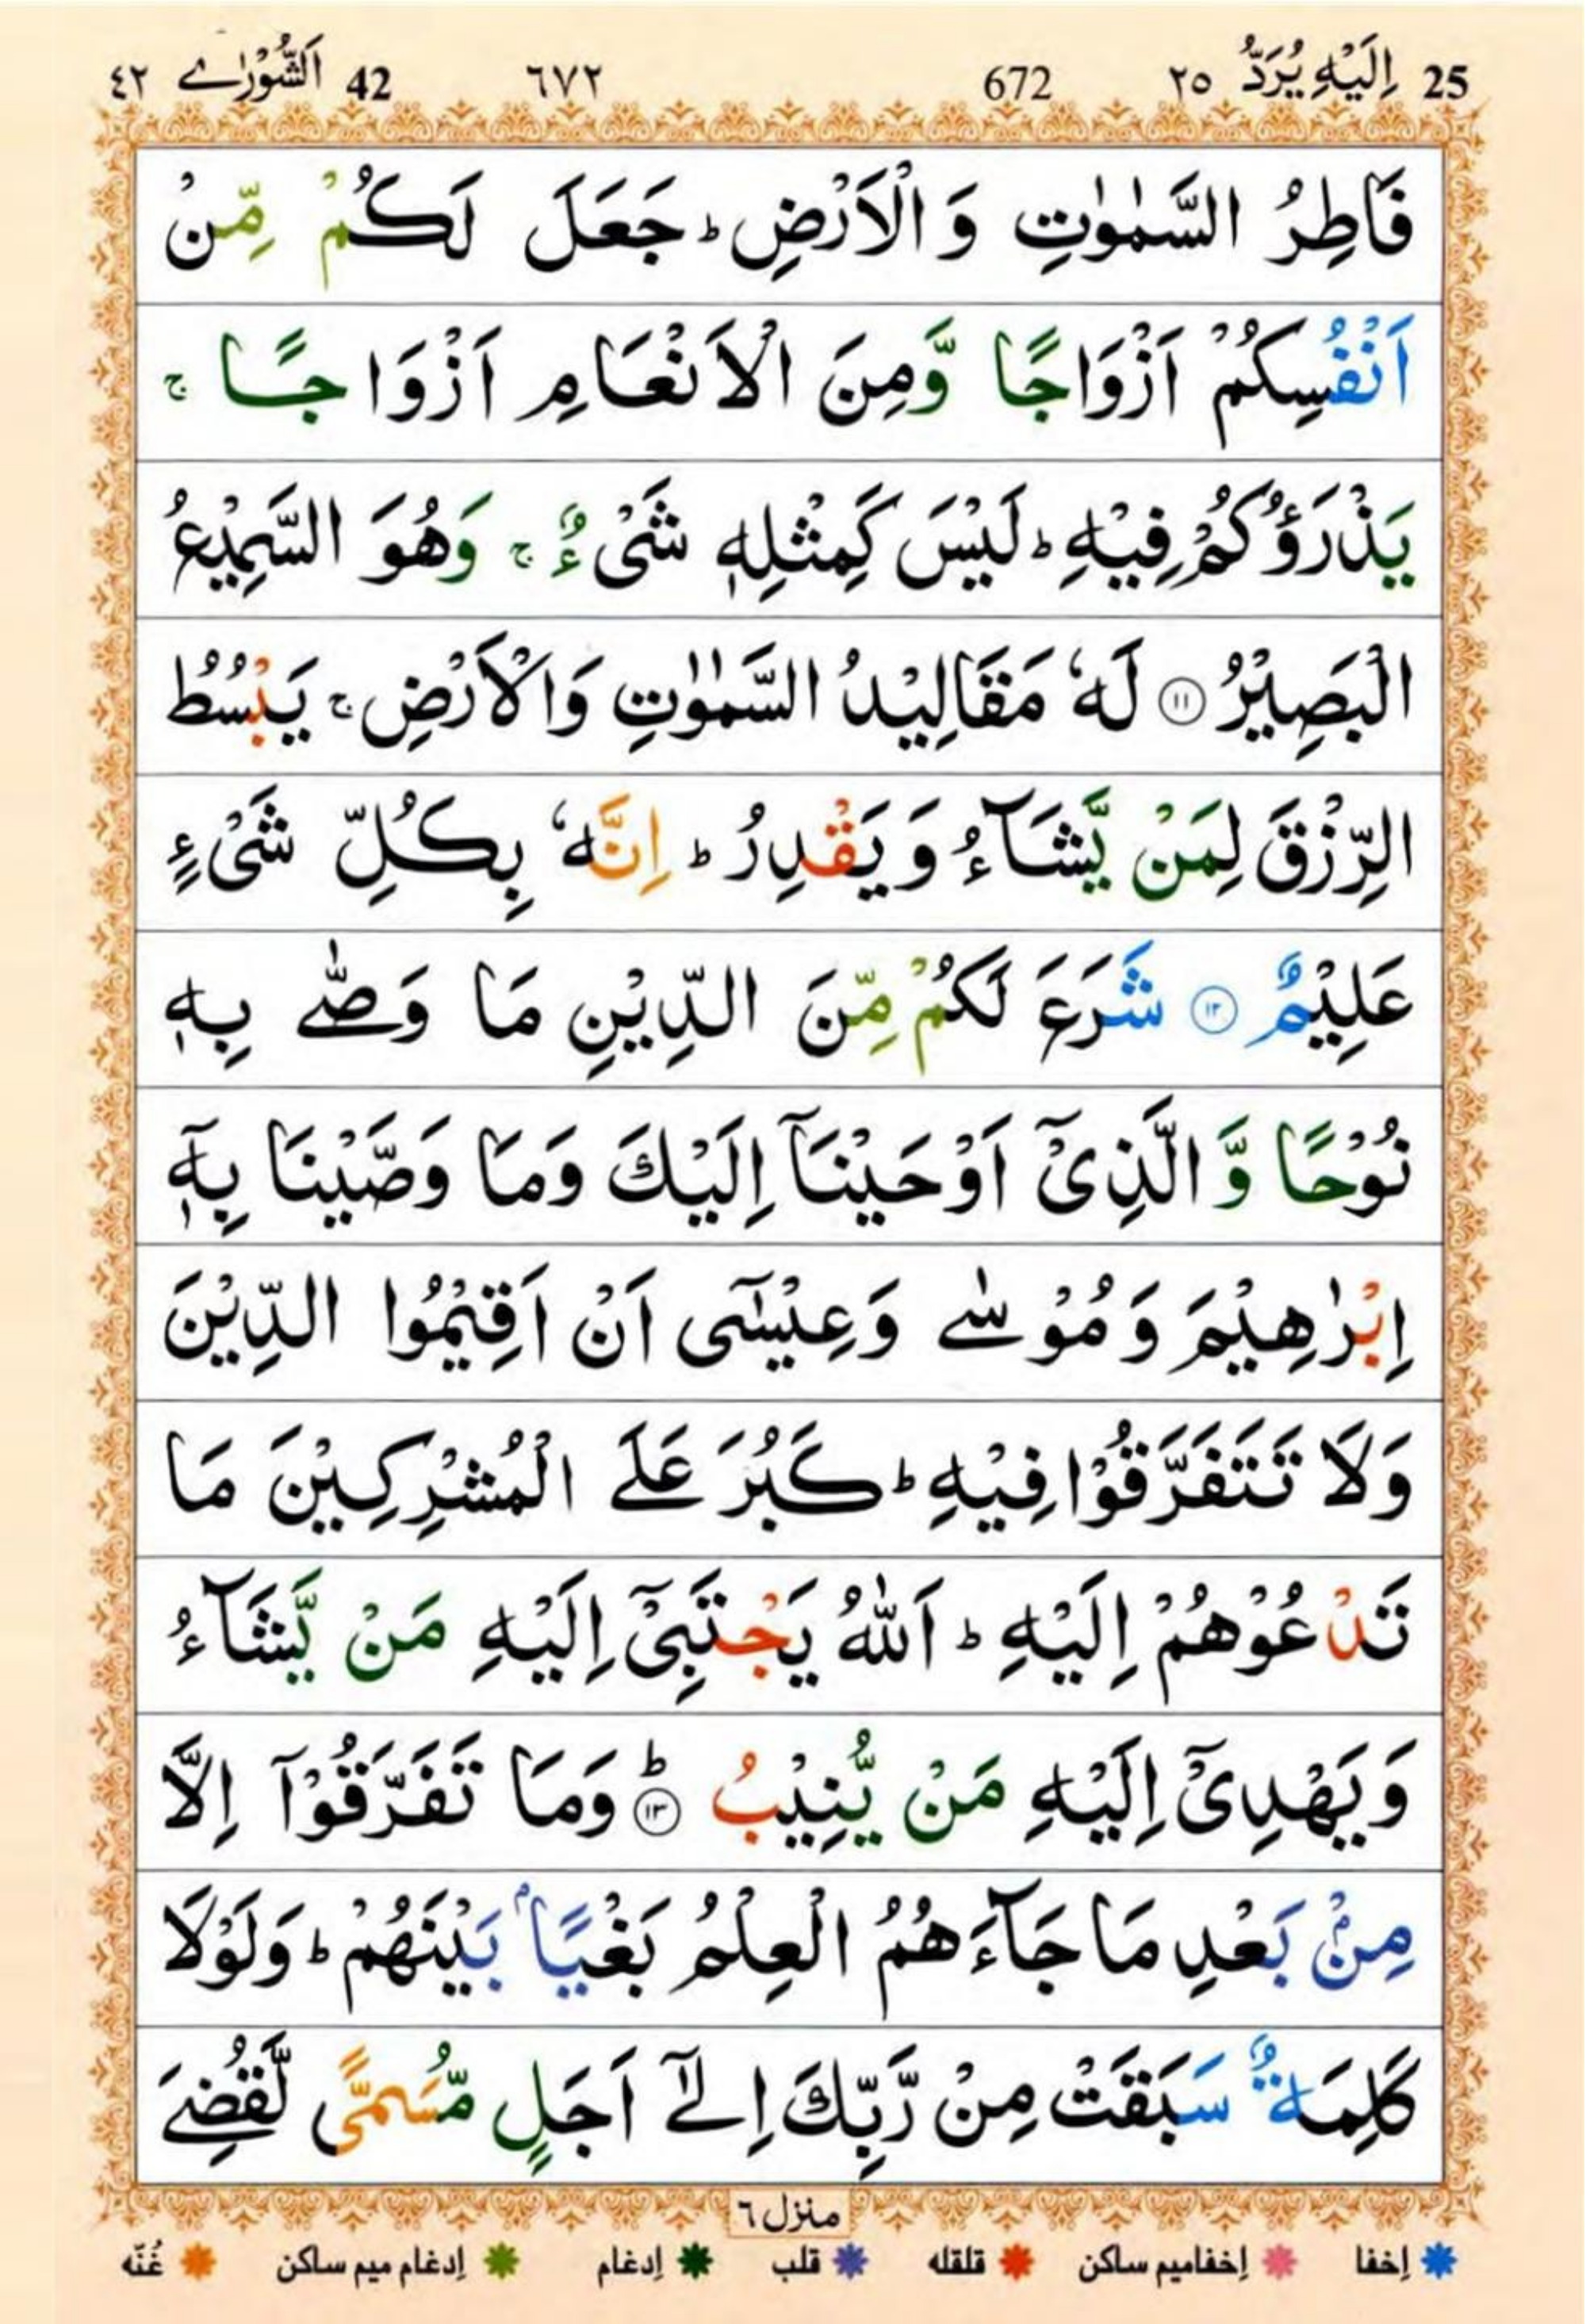 25 اِلَيْهِ يُرَدُّ ٢٥ 672 ٦٧٢ 42 اَلشُّوْرٰے ٤٢
فَاطِرُ السَّمٰوٰتِ وَ الْاَرْضِ ؕ جَعَلَ لَكُمْ مِّنْ
اَنْفُسِكُمْ اَزْوَاجًا وَّمِنَ الْاَنْعَامِ اَزْوَاجًا ۚ
يَذْرَؤُكُمْ فِيْهِ ؕ لَيْسَ كَمِثْلِهٖ شَیْءٌ ۚ وَهُوَ السَّمِيْعُ
الْبَصِيْرُ ﴿١١﴾ لَهٗ مَقَالِيْدُ السَّمٰوٰتِ وَالْاَرْضِ ۚ يَبْسُطُ
الرِّزْقَ لِمَنْ يَّشَآءُ وَ يَقْدِرُ ؕ اِنَّهٗ بِكُلِّ شَیْءٍ
عَلِيْمٌ ﴿١٢﴾ شَرَعَ لَكُمْ مِّنَ الدِّيْنِ مَا وَصّٰے بِهٖ
نُوْحًا وَّ الَّذِیْۤ اَوْحَيْنَاۤ اِلَيْكَ وَمَا وَصَّيْنَا بِهٖۤ
اِبْرٰهِيْمَ وَ مُوْسٰے وَعِيْسٰۤی اَنْ اَقِيْمُوا الدِّيْنَ
وَلَا تَتَفَرَّقُوْا فِيْهِ ؕ كَبُرَ عَلَے الْمُشْرِكِيْنَ مَا
تَدْعُوْهُمْ اِلَيْهِ ؕ اَللّٰهُ يَجْتَبِیْۤ اِلَيْهِ مَنْ يَّشَآءُ
وَ يَهْدِیْۤ اِلَيْهِ مَنْ يُّنِيْبُ ؕ﴿١٣﴾ وَمَا تَفَرَّقُوْۤا اِلَّا
مِنْۢ بَعْدِ مَا جَآءَهُمُ الْعِلْمُ بَغْيًاۢ بَيْنَهُمْ ؕ وَلَوْلَا
كَلِمَةٌ سَبَقَتْ مِنْ رَّبِّكَ اِلٰۤے اَجَلٍ مُّسَمًّی لَّقُضِےَ
منزل ٦
اِخفا اِخفامیم ساکن قلقلہ قلب اِدغام اِدغام میم ساکن غُنّہ